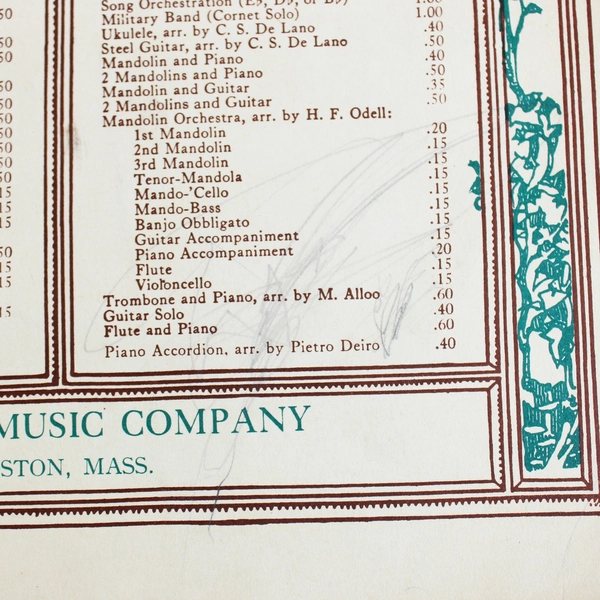 Song Orchestration (E♭, D♭, or B♭) 1.00
Military Band (Cornet Solo) 1.00
Ukulele, arr. by C. S. De Lano .40
Steel Guitar, arr. by C. S. De Lano .50
Mandolin and Piano .40
2 Mandolins and Piano .50
Mandolin and Guitar .35
2 Mandolins and Guitar .50
Mandolin Orchestra, arr. by H. F. Odell:
1st Mandolin .20
2nd Mandolin .15
3rd Mandolin .15
Tenor-Mandola .15
Mando-'Cello .15
Mando-Bass .15
Banjo Obbligato .15
Guitar Accompaniment .15
Piano Accompaniment .20
Flute .15
Violoncello .15
Trombone and Piano, arr. by M. Alloo .60
Guitar Solo .40
Flute and Piano .60
Piano Accordion, arr. by Pietro Deiro .40
MUSIC COMPANY
STON, MASS.